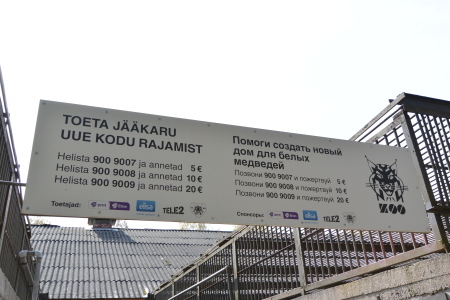 TOETA JÄÄKARU
UUE KODU RAJAMIST
Helista 900 9007 ja annetad 5 €
Helista 900 9008 ja annetad 10 €
Helista 900 9009 ja annetad 20 €
Toetajad:
elisa
TELE2
Помоги создать новый
дом для белых
медведей
Позвони 900 9007 и пожертвуй 5 €
Позвони 900 9008 и пожертвуй 10 €
Позвони 900 9009 и пожертвуй 20 €
Спонсоры:
elisa
TELE2
ZOO